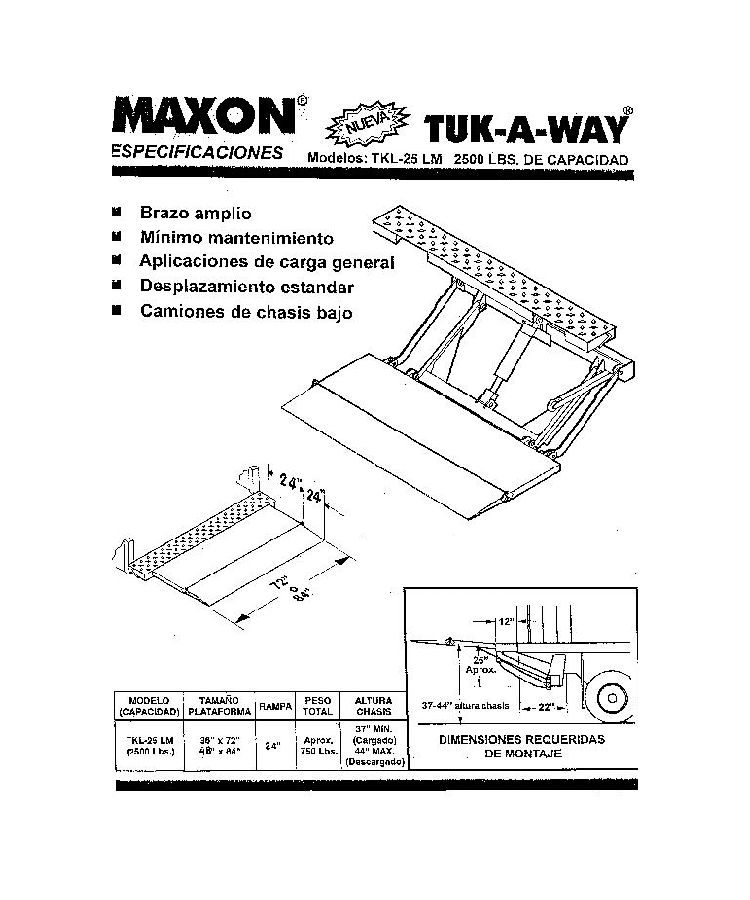 MAXON®
NUEVA
TUK-A-WAY®
ESPECIFICACIONES
Modelos: TKL-25 LM 2500 LBS. DE CAPACIDAD
Brazo amplio
Mínimo mantenimiento
Aplicaciones de carga general
Desplazamiento estandar
Camiones de chasis bajo
24" 24"
72"
O
84"
12"
25"
Aprox.
37-44" altura chasis
22"
DIMENSIONES RECUERIDAS
DE MONTAJE
MODELO TAMAÑO RAMPA PESO ALTURA
(CAPACIDAD) PLATAFORMA TOTAL CHASIS
TKL-25 LM 36" x 72" 24" Aprox. 37" MIN.
(2500 Lbs.) 48" x 84" 750 Lbs. (Cargado)
44" MAX.
(Descargado)